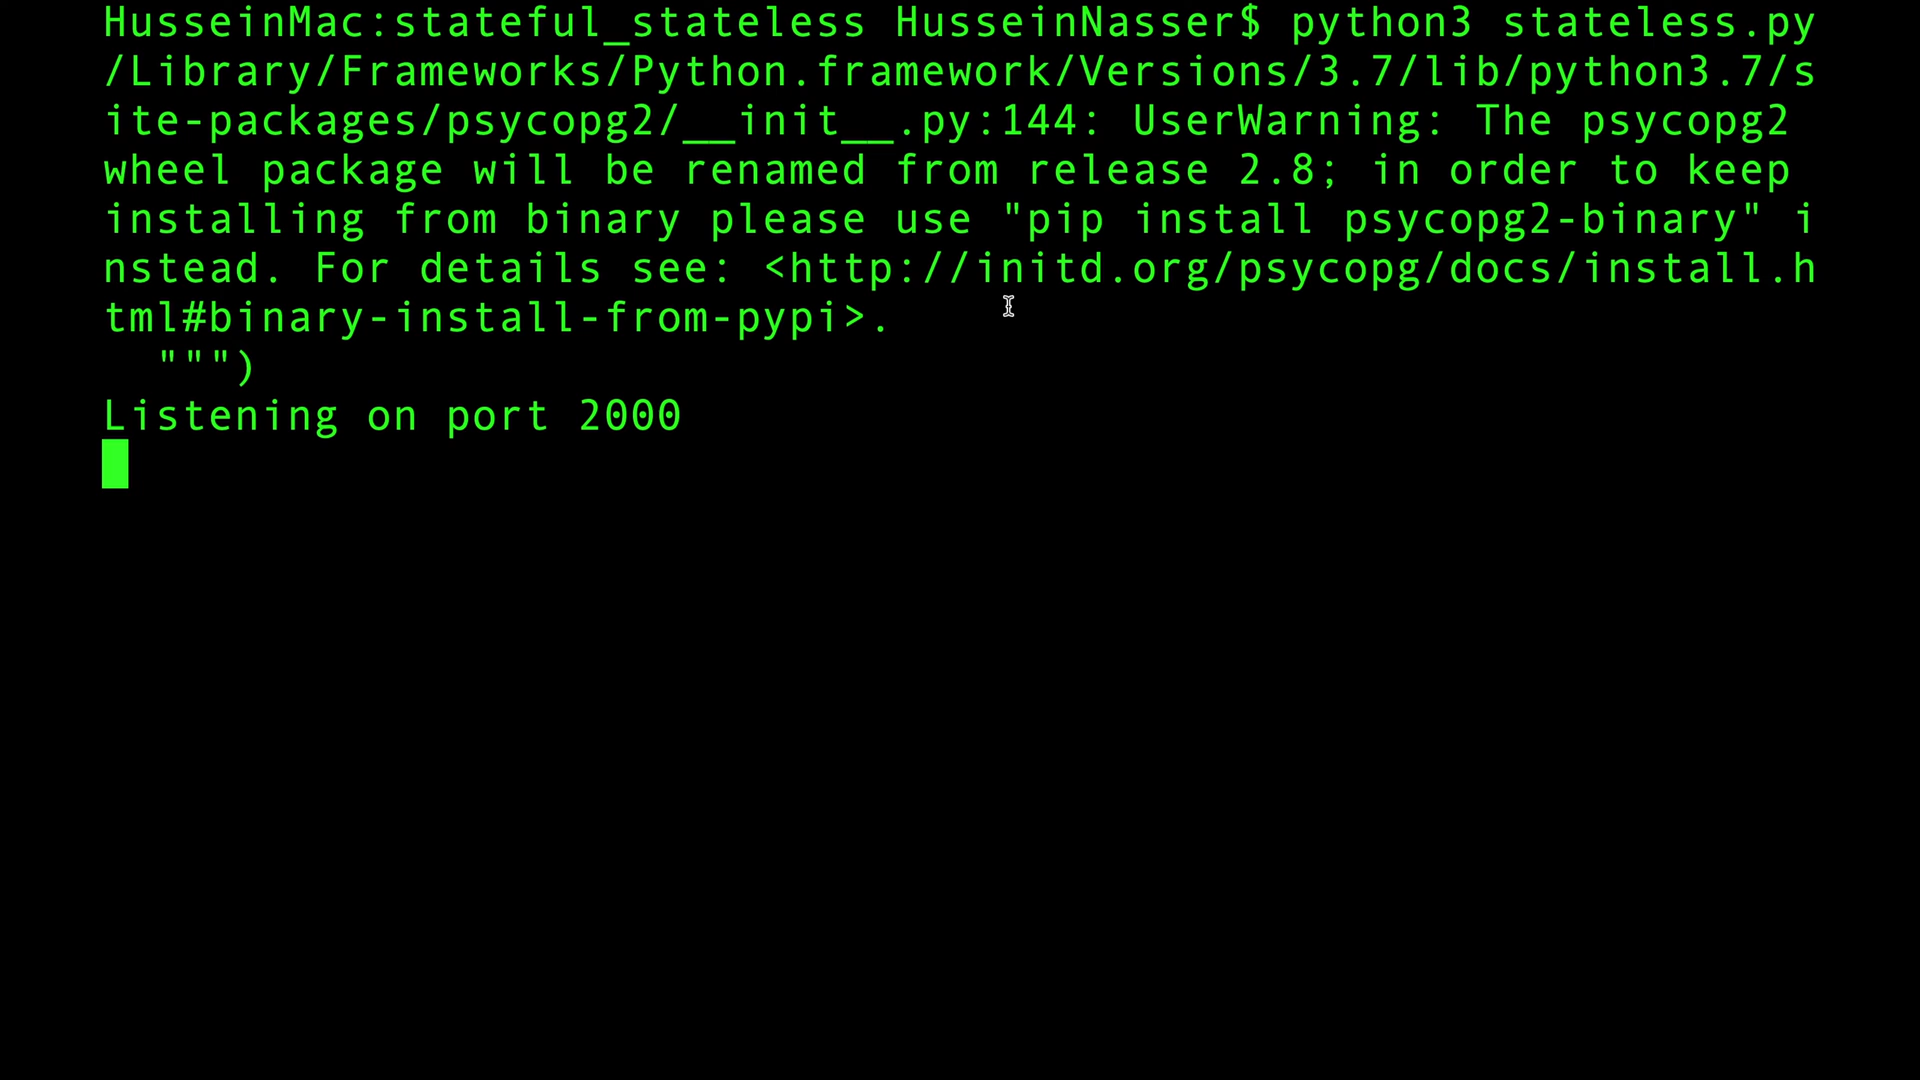 HusseinMac:stateful_stateless HusseinNasser$ python3 stateless.py
/Library/Frameworks/Python.framework/Versions/3.7/lib/python3.7/s
ite-packages/psycopg2/__init__.py:144: UserWarning: The psycopg2
wheel package will be renamed from release 2.8; in order to keep
installing from binary please use "pip install psycopg2-binary" i
nstead. For details see: <http://initd.org/psycopg/docs/install.h
tml#binary-install-from-pypi>.
  """)
Listening on port 2000